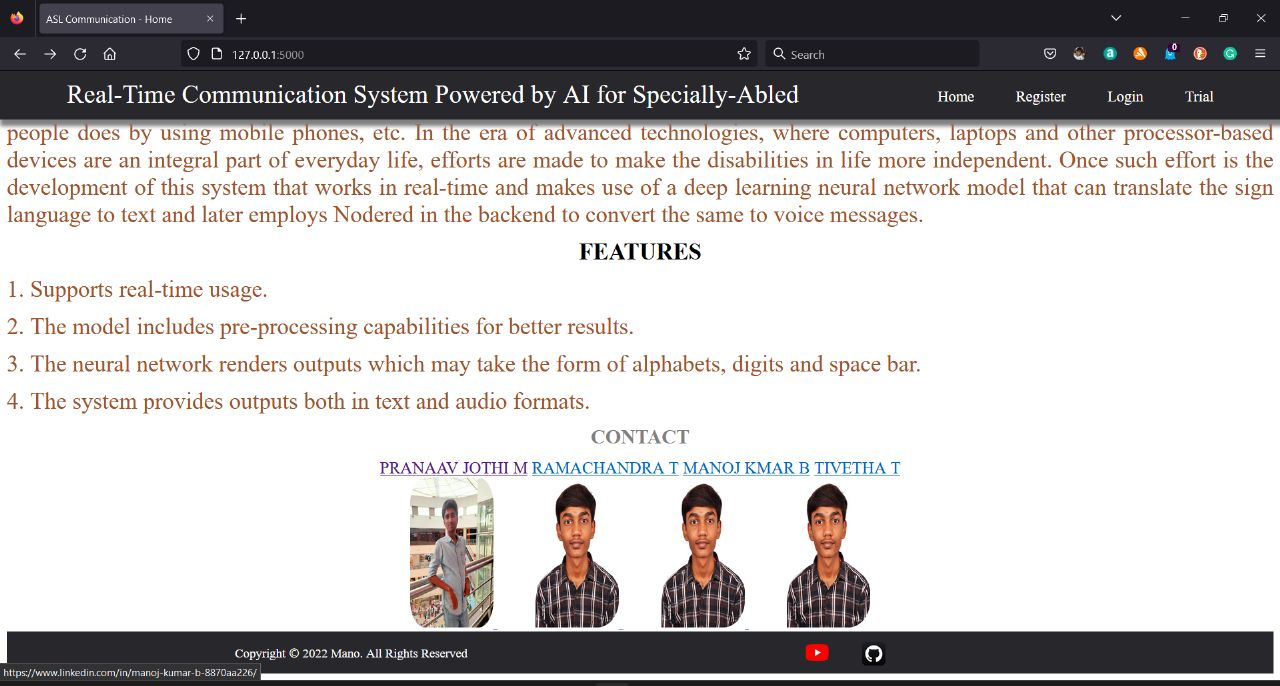 ASL Communication - Home
127.0.0.1:5000
Search
0
Real-Time Communication System Powered by AI for Specially-Abled
Home Register Login Trial
people does by using mobile phones, etc. In the era of advanced technologies, where computers, laptops and other processor-based
devices are an integral part of everyday life, efforts are made to make the disabilities in life more independent. Once such effort is the
development of this system that works in real-time and makes use of a deep learning neural network model that can translate the sign
language to text and later employs Nodered in the backend to convert the same to voice messages.
FEATURES
1. Supports real-time usage.
2. The model includes pre-processing capabilities for better results.
3. The neural network renders outputs which may take the form of alphabets, digits and space bar.
4. The system provides outputs both in text and audio formats.
CONTACT
PRANAAV JOTHI M RAMACHANDRA T MANOJ KMAR B TIVETHA T
Copyright © 2022 Mano. All Rights Reserved
https://www.linkedin.com/in/manoj-kumar-b-8870aa226/